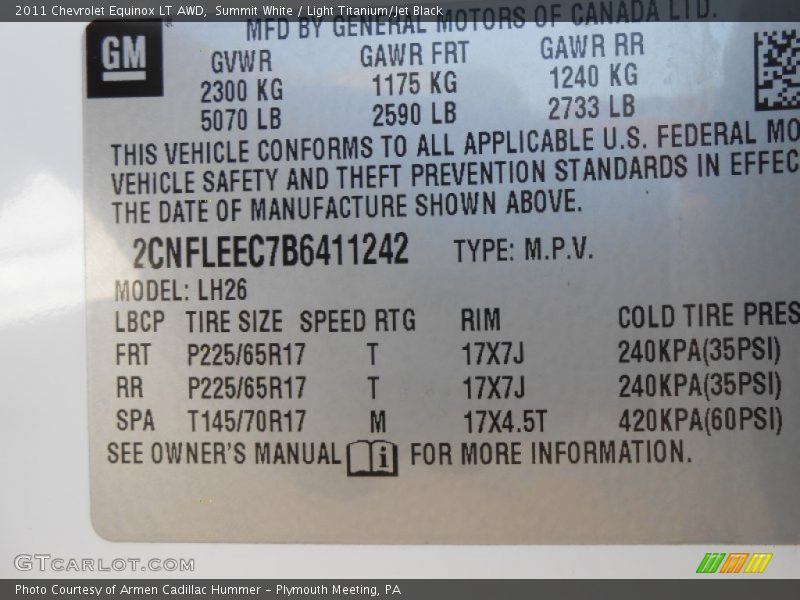 2011 Chevrolet Equinox LT AWD, Summit White / Light Titanium/Jet Black
MFD BY GENERAL MOTORS OF CANADA LTD.
GM
GVWR GAWR FRT GAWR RR
2300 KG 1175 KG 1240 KG
5070 LB 2590 LB 2733 LB
THIS VEHICLE CONFORMS TO ALL APPLICABLE U.S. FEDERAL MO
VEHICLE SAFETY AND THEFT PREVENTION STANDARDS IN EFFEC
THE DATE OF MANUFACTURE SHOWN ABOVE.
2CNFLEEC7B6411242 TYPE: M.P.V.
MODEL: LH26
LBCP TIRE SIZE SPEED RTG RIM COLD TIRE PRES
FRT P225/65R17 T 17X7J 240KPA(35PSI)
RR P225/65R17 T 17X7J 240KPA(35PSI)
SPA T145/70R17 M 17X4.5T 420KPA(60PSI)
SEE OWNER'S MANUAL i FOR MORE INFORMATION.
GTCARLOT.COM
Photo Courtesy of Armen Cadillac Hummer - Plymouth Meeting, PA